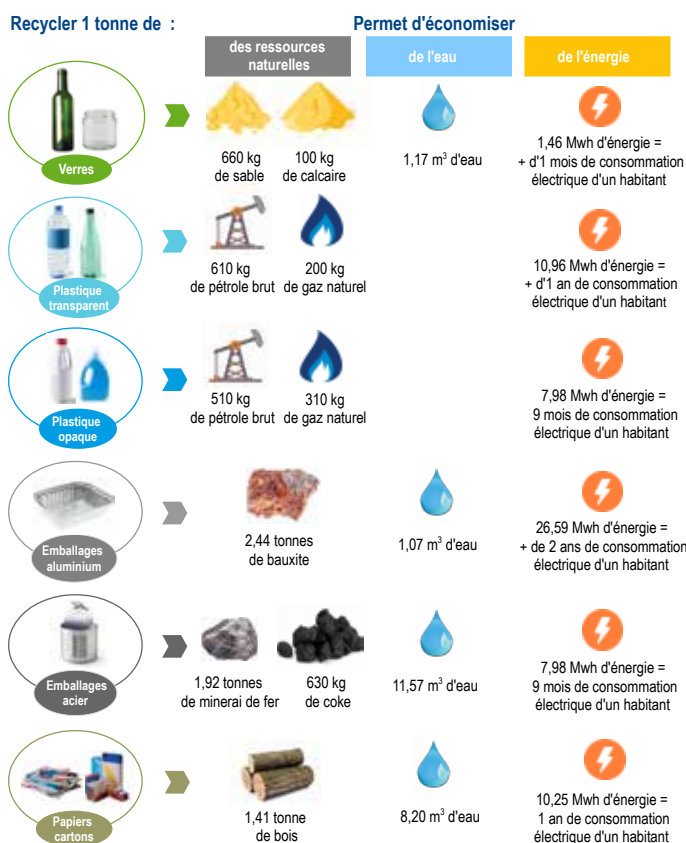 Recycler 1 tonne de :
Permet d'économiser
des ressources
naturelles
de l'eau
de l'énergie
Verres
660 kg
de sable
100 kg
de calcaire
1,17 m³ d'eau
1,46 Mwh d'énergie =
+ d'1 mois de consommation
électrique d'un habitant
Plastique
transparent
610 kg
de pétrole brut
200 kg
de gaz naturel
10,96 Mwh d'énergie =
+ d'1 an de consommation
électrique d'un habitant
Plastique
opaque
510 kg
de pétrole brut
310 kg
de gaz naturel
7,98 Mwh d'énergie =
9 mois de consommation
électrique d'un habitant
Emballages
aluminium
2,44 tonnes
de bauxite
1,07 m³ d'eau
26,59 Mwh d'énergie =
+ de 2 ans de consommation
électrique d'un habitant
Emballages
acier
1,92 tonnes
de minerai de fer
630 kg
de coke
11,57 m³ d'eau
7,98 Mwh d'énergie =
9 mois de consommation
électrique d'un habitant
Papiers
cartons
1,41 tonne
de bois
8,20 m³ d'eau
10,25 Mwh d'énergie =
1 an de consommation
électrique d'un habitant